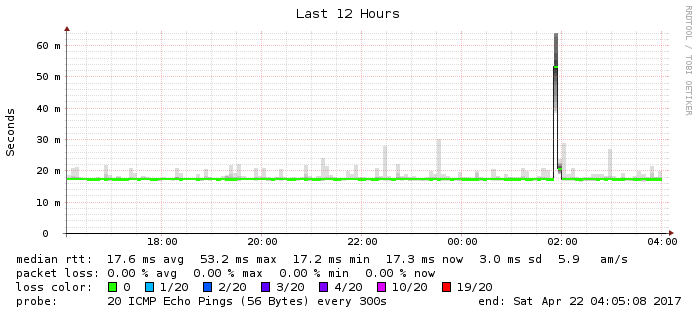 Last 12 Hours
RRDTOOL / TOBI OETIKER
Seconds
60 m
50 m
40 m
30 m
20 m
10 m
0
18:00 20:00 22:00 00:00 02:00 04:00
median rtt: 17.6 ms avg 53.2 ms max 17.2 ms min 17.3 ms now 3.0 ms sd 5.9 am/s
packet loss: 0.00 % avg 0.00 % max 0.00 % min 0.00 % now
loss color: 0 1/20 2/20 3/20 4/20 10/20 19/20
probe: 20 ICMP Echo Pings (56 Bytes) every 300s end: Sat Apr 22 04:05:08 2017